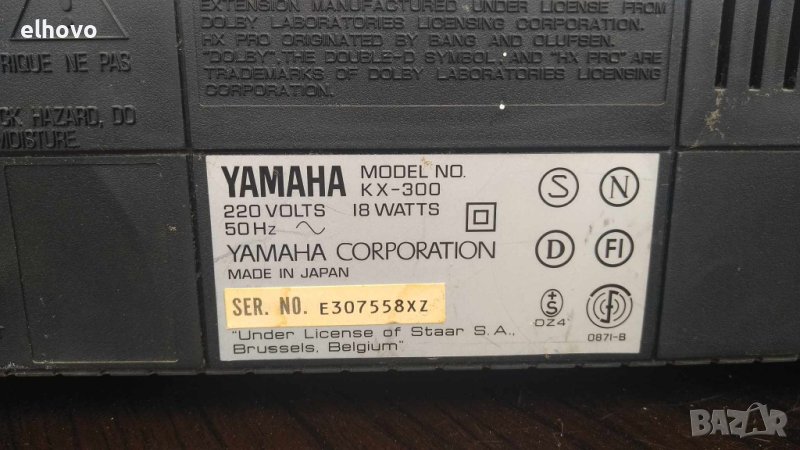 elhovo
EXTENSION MANUFACTURED UNDER LICENSE FROM
DOLBY LABORATORIES LICENSING CORPORATION.
HX PRO ORIGINATED BY BANG AND OLUFSEN.
"DOLBY", THE DOUBLE-D SYMBOL, AND "HX PRO" ARE
TRADEMARKS OF DOLBY LABORATORIES LICENSING
CORPORATION.
RIQUE NE PAS
CK HAZARD, DO
MOISTURE.
YAMAHA MODEL NO.
KX-300
220 VOLTS 18 WATTS
50Hz
YAMAHA CORPORATION
MADE IN JAPAN
SER. NO. E307558XZ
"Under License of Staar S.A.,
Brussels, Belgium"
S N
D FI
+S
DZ4
0871-B
BAZAR